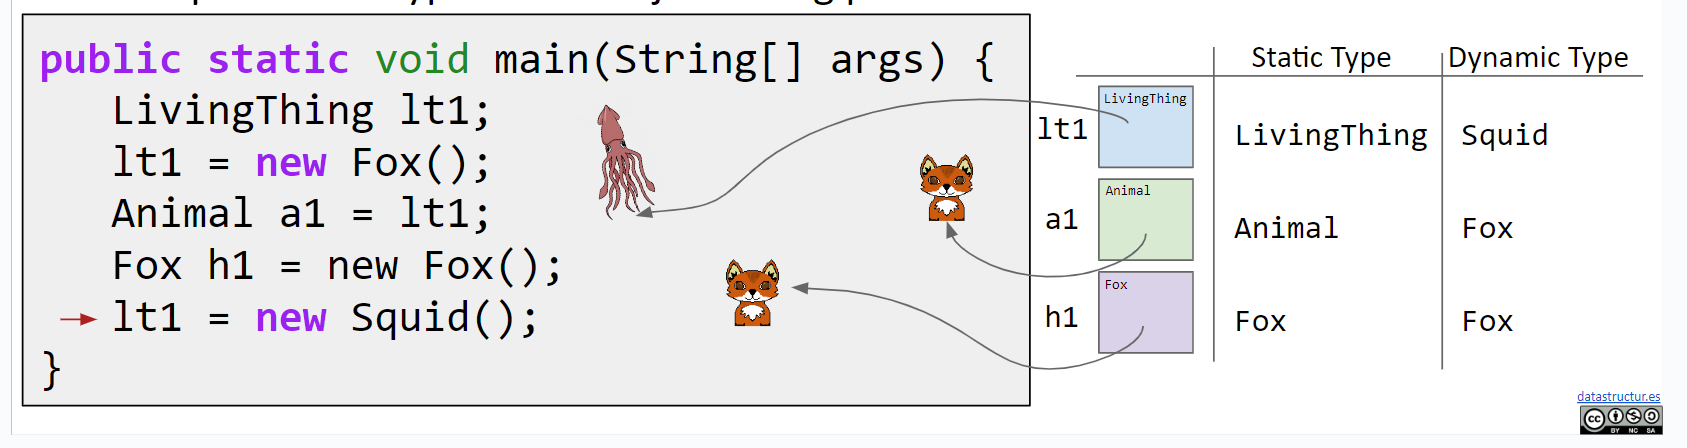 public static void main(String[] args) {
LivingThing lt1;
lt1 = new Fox();
Animal a1 = lt1;
Fox h1 = new Fox();
lt1 = new Squid();
}
Static Type Dynamic Type
lt1 LivingThing LivingThing Squid
a1 Animal Animal Fox
h1 Fox Fox Fox
datastructur.es
cc
BY NC SA